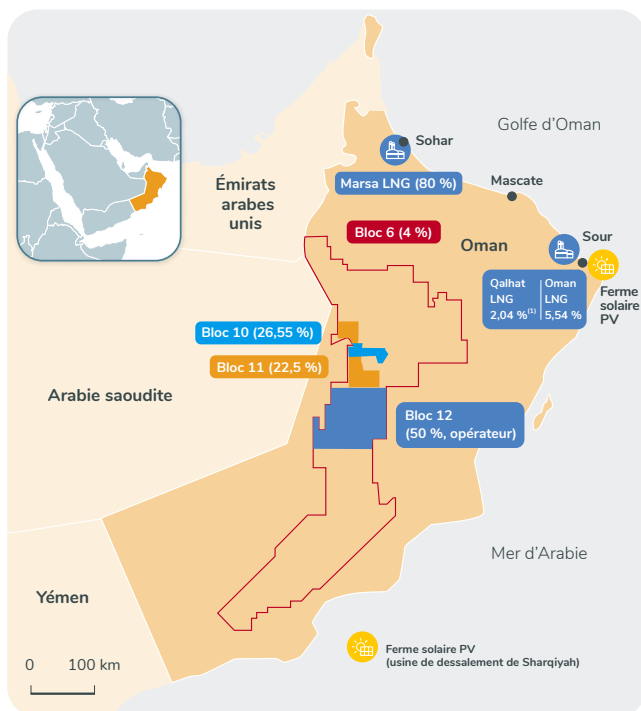 Golfe d'Oman
Sohar
Marsa LNG (80 %)
Mascate
Émirats
arabes
unis
Bloc 6 (4 %)
Oman
Sour
Qalhat
LNG
2,04 %(1)
Oman
LNG
5,54 %
Ferme
solaire
PV
Bloc 10 (26,55 %)
Bloc 11 (22,5 %)
Arabie saoudite
Bloc 12
(50 %, opérateur)
Mer d'Arabie
Yémen
Ferme solaire PV
(usine de dessalement de Sharqiyah)
0 100 km